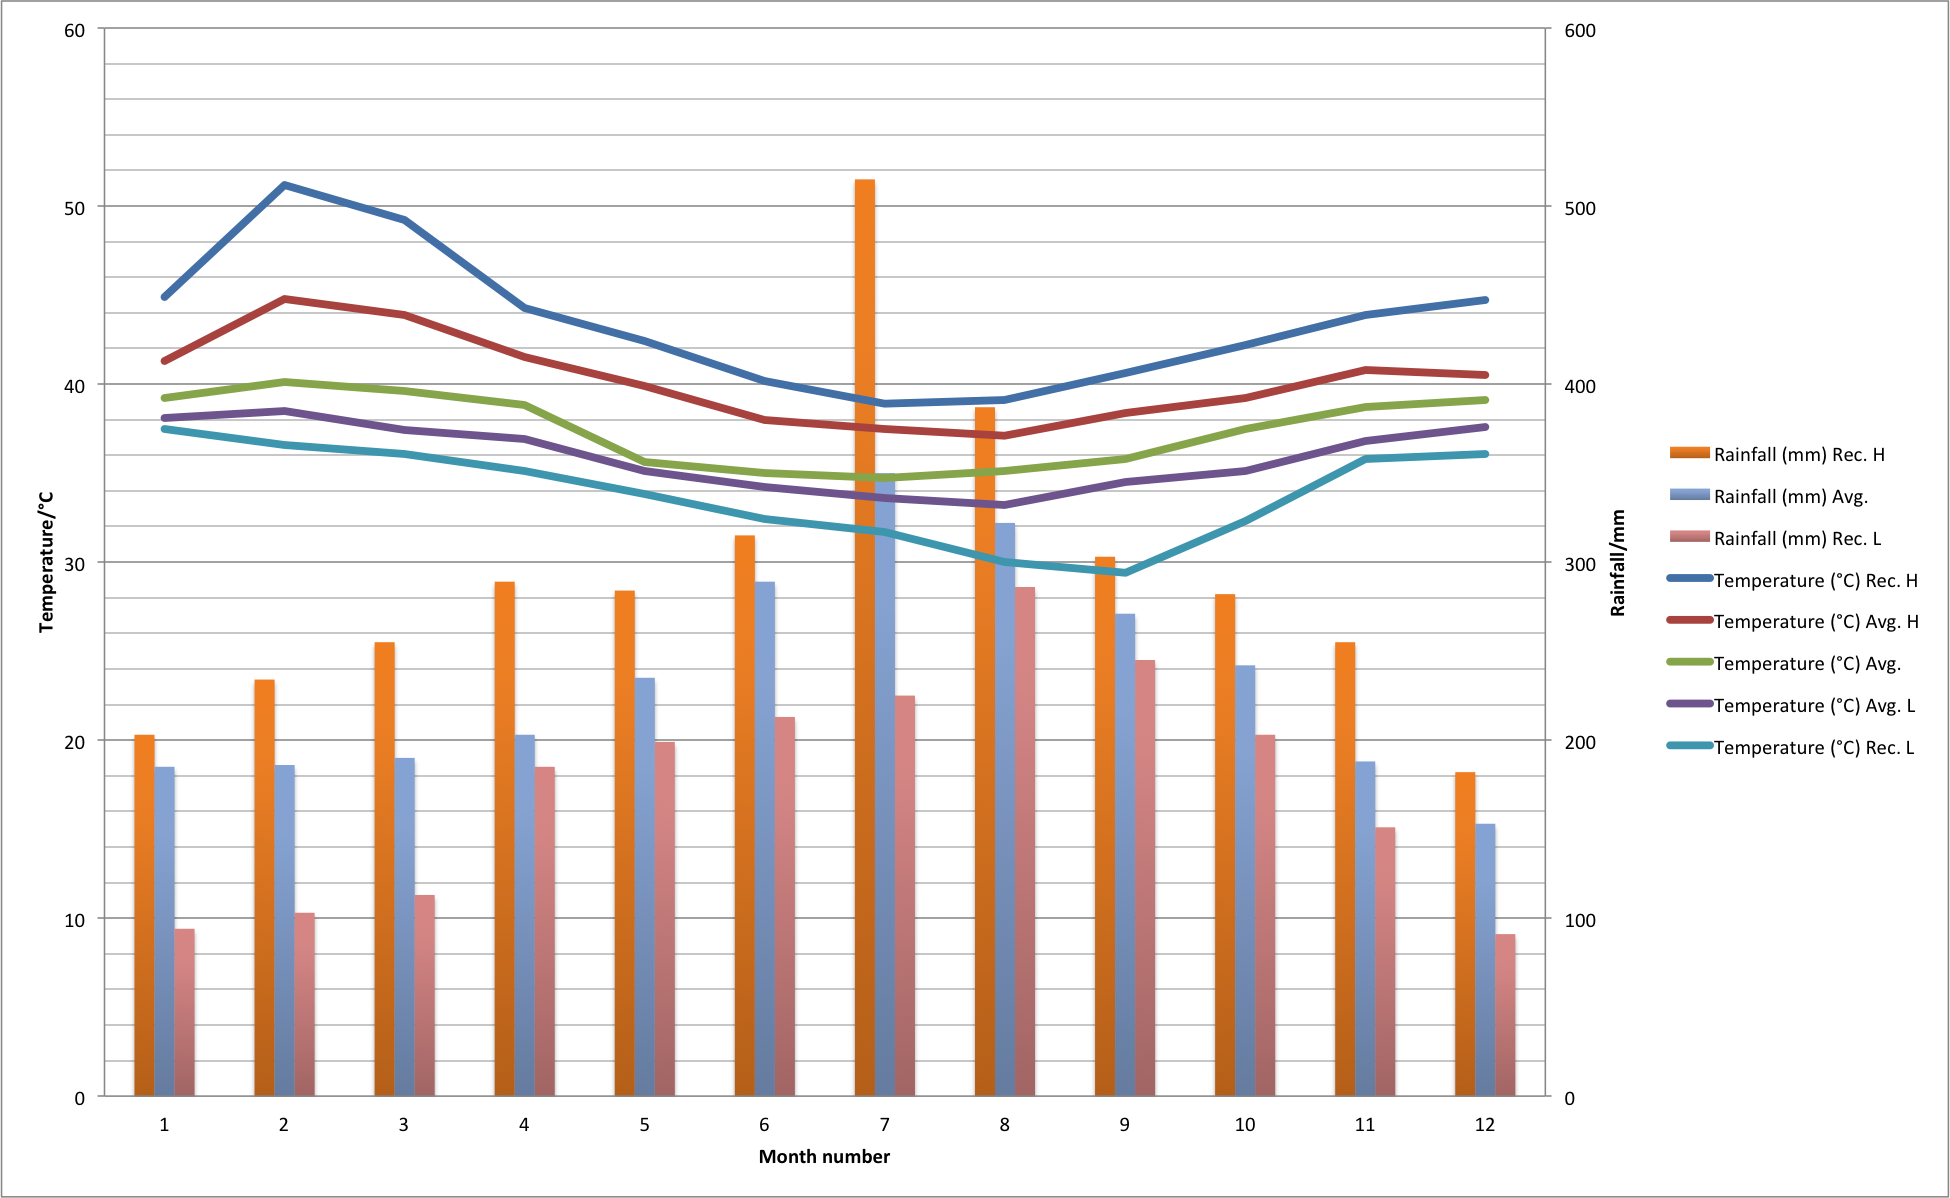 60
50
40
30
20
10
0
Temperature/°C
1 2 3 4 5 6 7 8 9 10 11 12
Month number
600
500
400
300
200
100
0
Rainfall/mm
Rainfall (mm) Rec. H
Rainfall (mm) Avg.
Rainfall (mm) Rec. L
Temperature (°C) Rec. H
Temperature (°C) Avg. H
Temperature (°C) Avg.
Temperature (°C) Avg. L
Temperature (°C) Rec. L